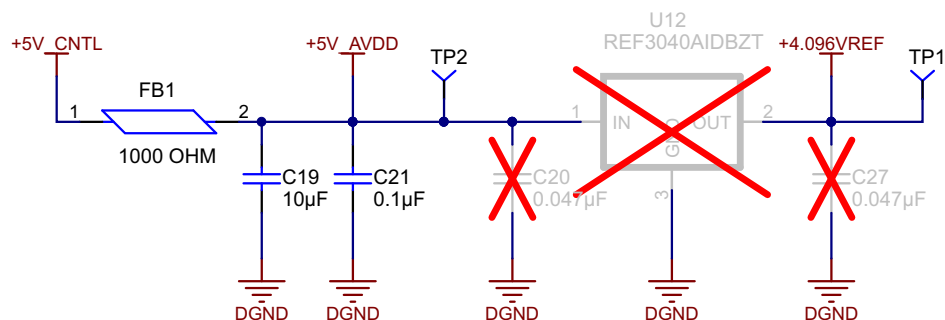 U12
REF3040AIDBZT
+5V_CNTL
+5V_AVDD
TP2
+4.096VREF
TP1
FB1
1
2
1
IN
OUT
2
GND
1000 OHM
3
C19
10µF
C21
0.1µF
C20
0.047µF
C27
0.047µF
DGND
DGND
DGND
DGND
DGND